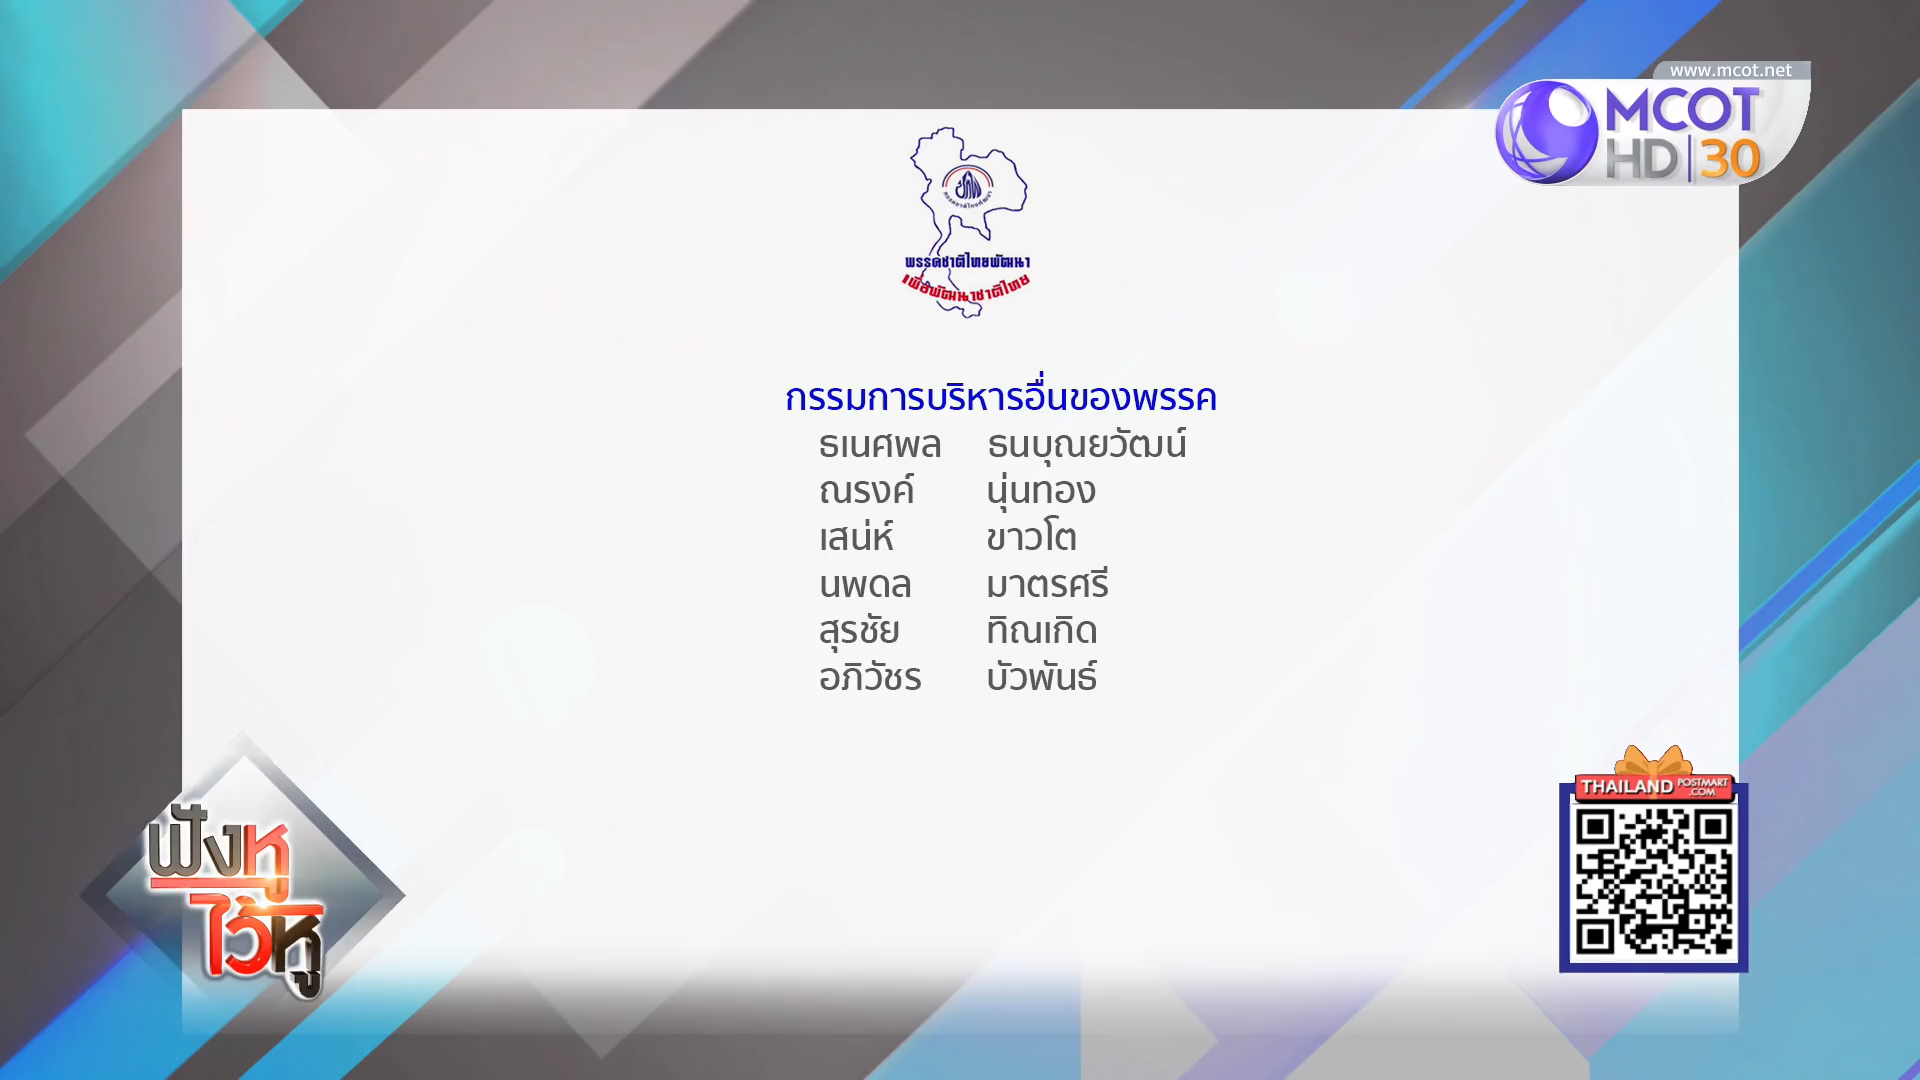 www.mcot.net
MCOT
HD 30
พรรคชาติไทยพัฒนา
เพื่อพัฒนาชาติไทย
กรรมการบริหารอื่นของพรรค
ธเนศพล ธนบุณยวัฒน์
ณรงค์ นุ่นทอง
เสน่ห์ ขาวโต
นพดล มาตรศรี
สุรชัย ทิณเกิด
อภิวัชร บัวพันธ์
ฟังหู
ไว้หู
THAILAND POSTMART
.COM